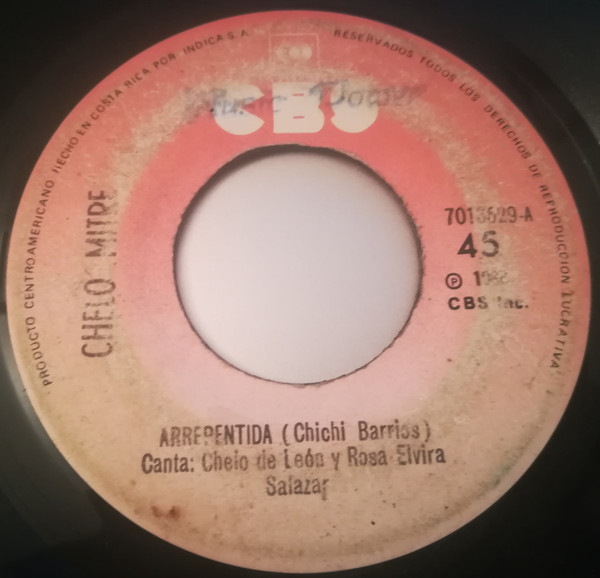 PRODUCTO CENTROAMERICANO HECHO EN COSTA RICA POR INDICA S.A.
RESERVADOS TODOS LOS DERECHOS DE REPRODUCCION LUCRATIVA
CBS
CHELO MITRE
7013529-A
45
℗
CBS Inc.
ARREPENTIDA (Chichi Barrios)
Canta: Chelo de León y Rosa Elvira
Salazar